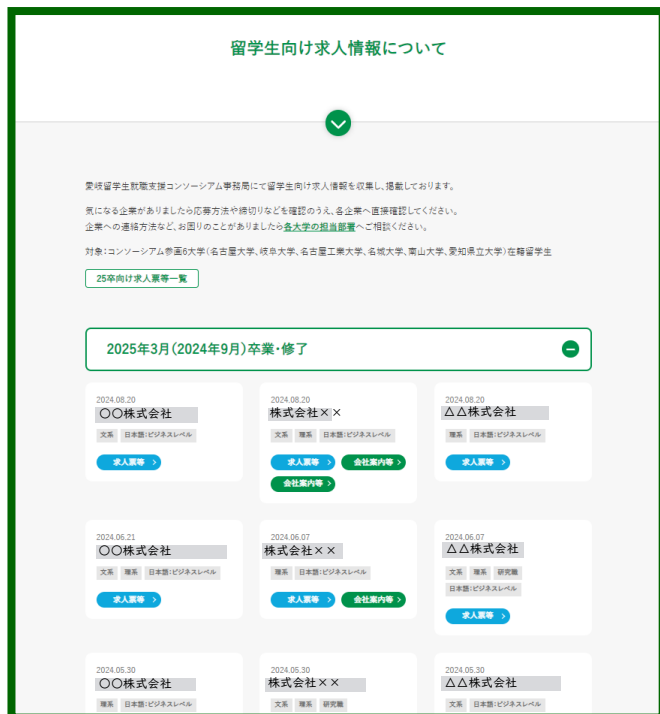 留学生向け求人情報について
愛岐留学生就職支援コンソーシアム事務局にて留学生向け求人情報を収集し、掲載しております。
気になる企業がありましたら応募方法や締切りなどを確認のうえ、各企業へ直接確認してください。
企業への連絡方法など、お困りのことがありましたら各大学の担当部署へご相談ください。
対象：コンソーシアム参画6大学（名古屋大学、岐阜大学、名古屋工業大学、名城大学、南山大学、愛知県立大学）在籍留学生
25卒向け求人票等一覧
2025年3月（2024年9月）卒業・修了
2024.08.20
〇〇株式会社
文系 日本語：ビジネスレベル
求人票等
2024.08.20
株式会社××
文系 理系 日本語：ビジネスレベル
求人票等 会社案内等
会社案内等
2024.08.20
△△株式会社
理系 日本語：ビジネスレベル
求人票等
2024.06.21
〇〇株式会社
文系 理系 日本語：ビジネスレベル
求人票等
2024.06.07
株式会社××
理系 日本語：ビジネスレベル
求人票等 会社案内等
2024.06.07
△△株式会社
文系 理系 研究職
日本語：ビジネスレベル
求人票等
2024.05.30
〇〇株式会社
理系 日本語：ビジネスレベル
2024.05.30
株式会社××
文系 理系 研究職
2024.05.30
△△株式会社
文系 日本語：ビジネスレベル